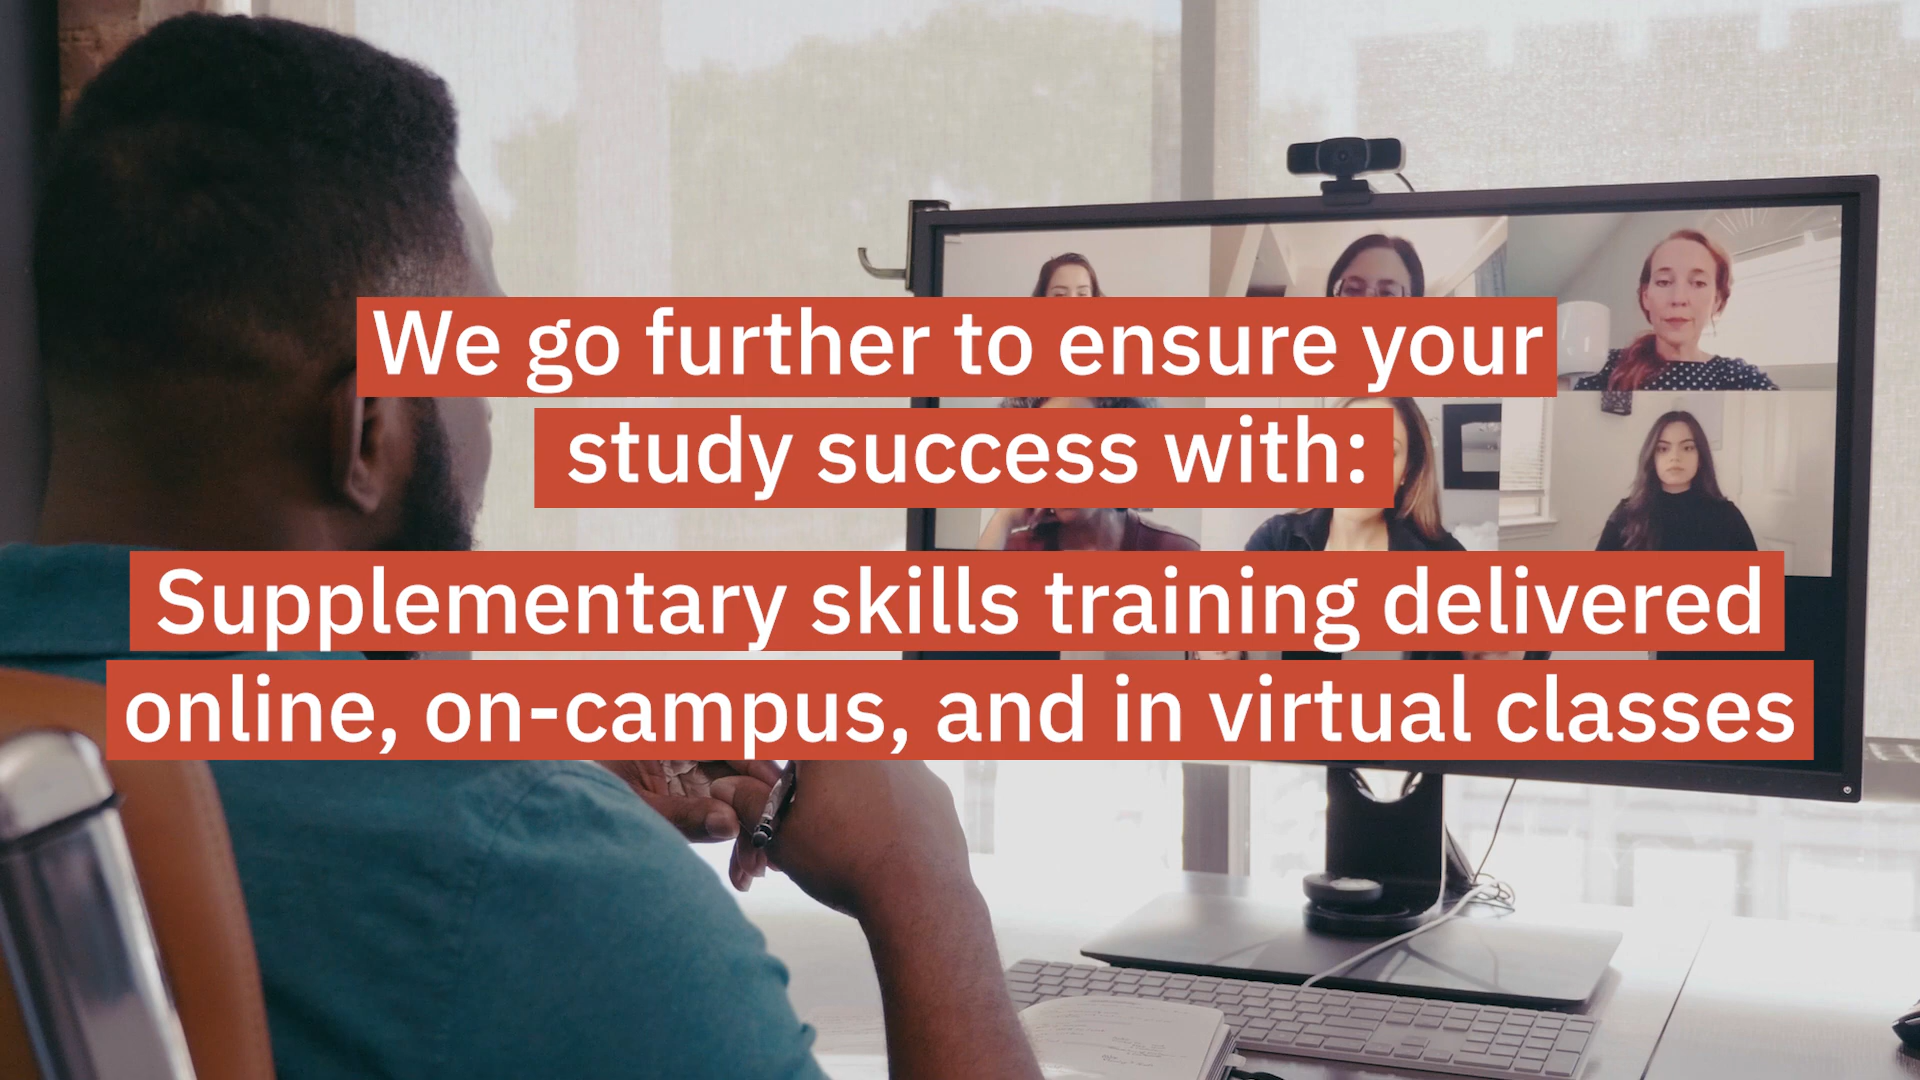 We go further to ensure your
study success with:
Supplementary skills training delivered
online, on-campus, and in virtual classes